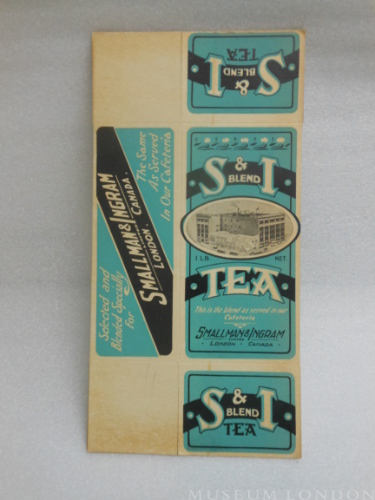 S & I
BLEND
TEA
Selected and
Blended Specially
For
SMALLMAN & INGRAM
LONDON. CANADA.
The Same
As Served
In Our Cafeteria
S & I
BLEND
1 LB. NET.
TEA
This is the blend as served in our
Cafeteria
SMALLMAN & INGRAM
LIMITED
LONDON - CANADA
S & I
BLEND
TEA
MUSEUM LONDON